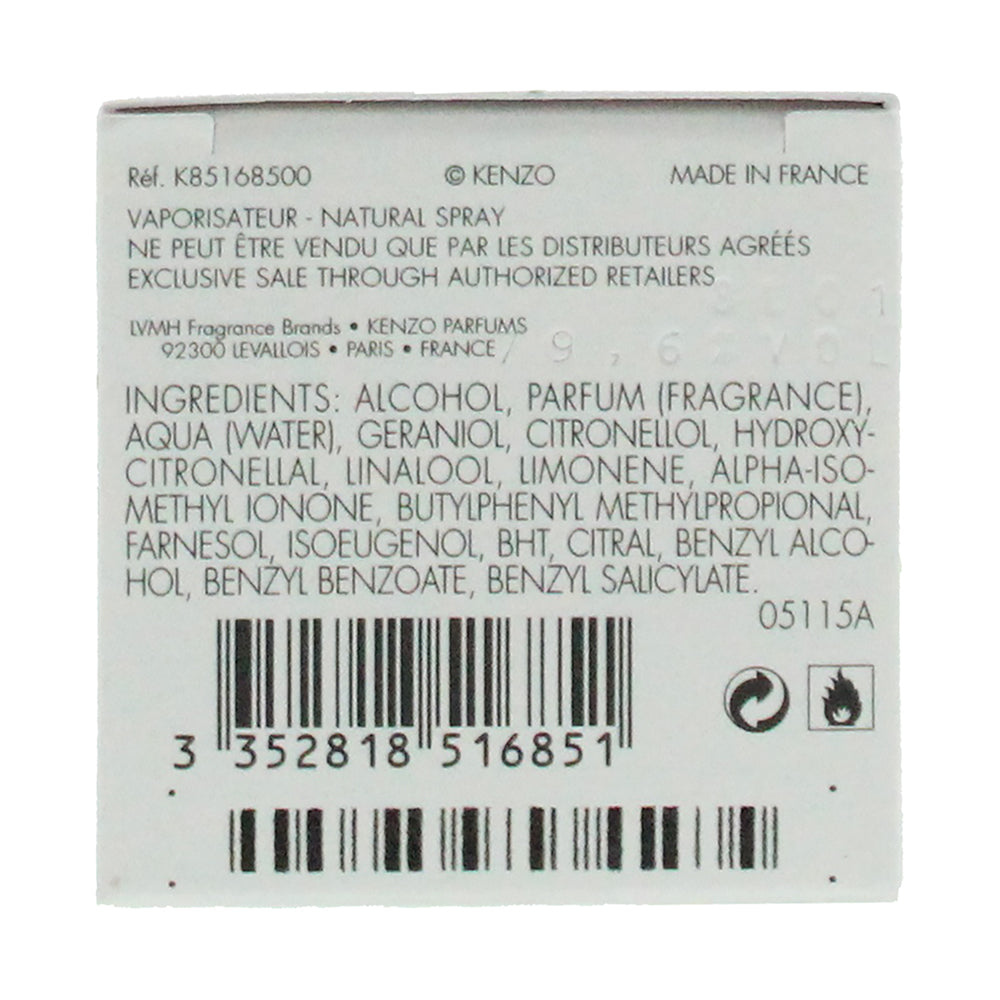 Réf. K85168500 © KENZO MADE IN FRANCE
VAPORISATEUR - NATURAL SPRAY
NE PEUT ÊTRE VENDU QUE PAR LES DISTRIBUTEURS AGRÉÉS
EXCLUSIVE SALE THROUGH AUTHORIZED RETAILERS
LVMH Fragrance Brands • KENZO PARFUMS
92300 LEVALLOIS • PARIS • FRANCE
INGREDIENTS: ALCOHOL, PARFUM (FRAGRANCE),
AQUA (WATER), GERANIOL, CITRONELLOL, HYDROXY-
CITRONELLAL, LINALOOL, LIMONENE, ALPHA-ISO-
METHYL IONONE, BUTYLPHENYL METHYLPROPIONAL,
FARNESOL, ISOEUGENOL, BHT, CITRAL, BENZYL ALCO-
HOL, BENZYL BENZOATE, BENZYL SALICYLATE.
05115A
3 352818 516851